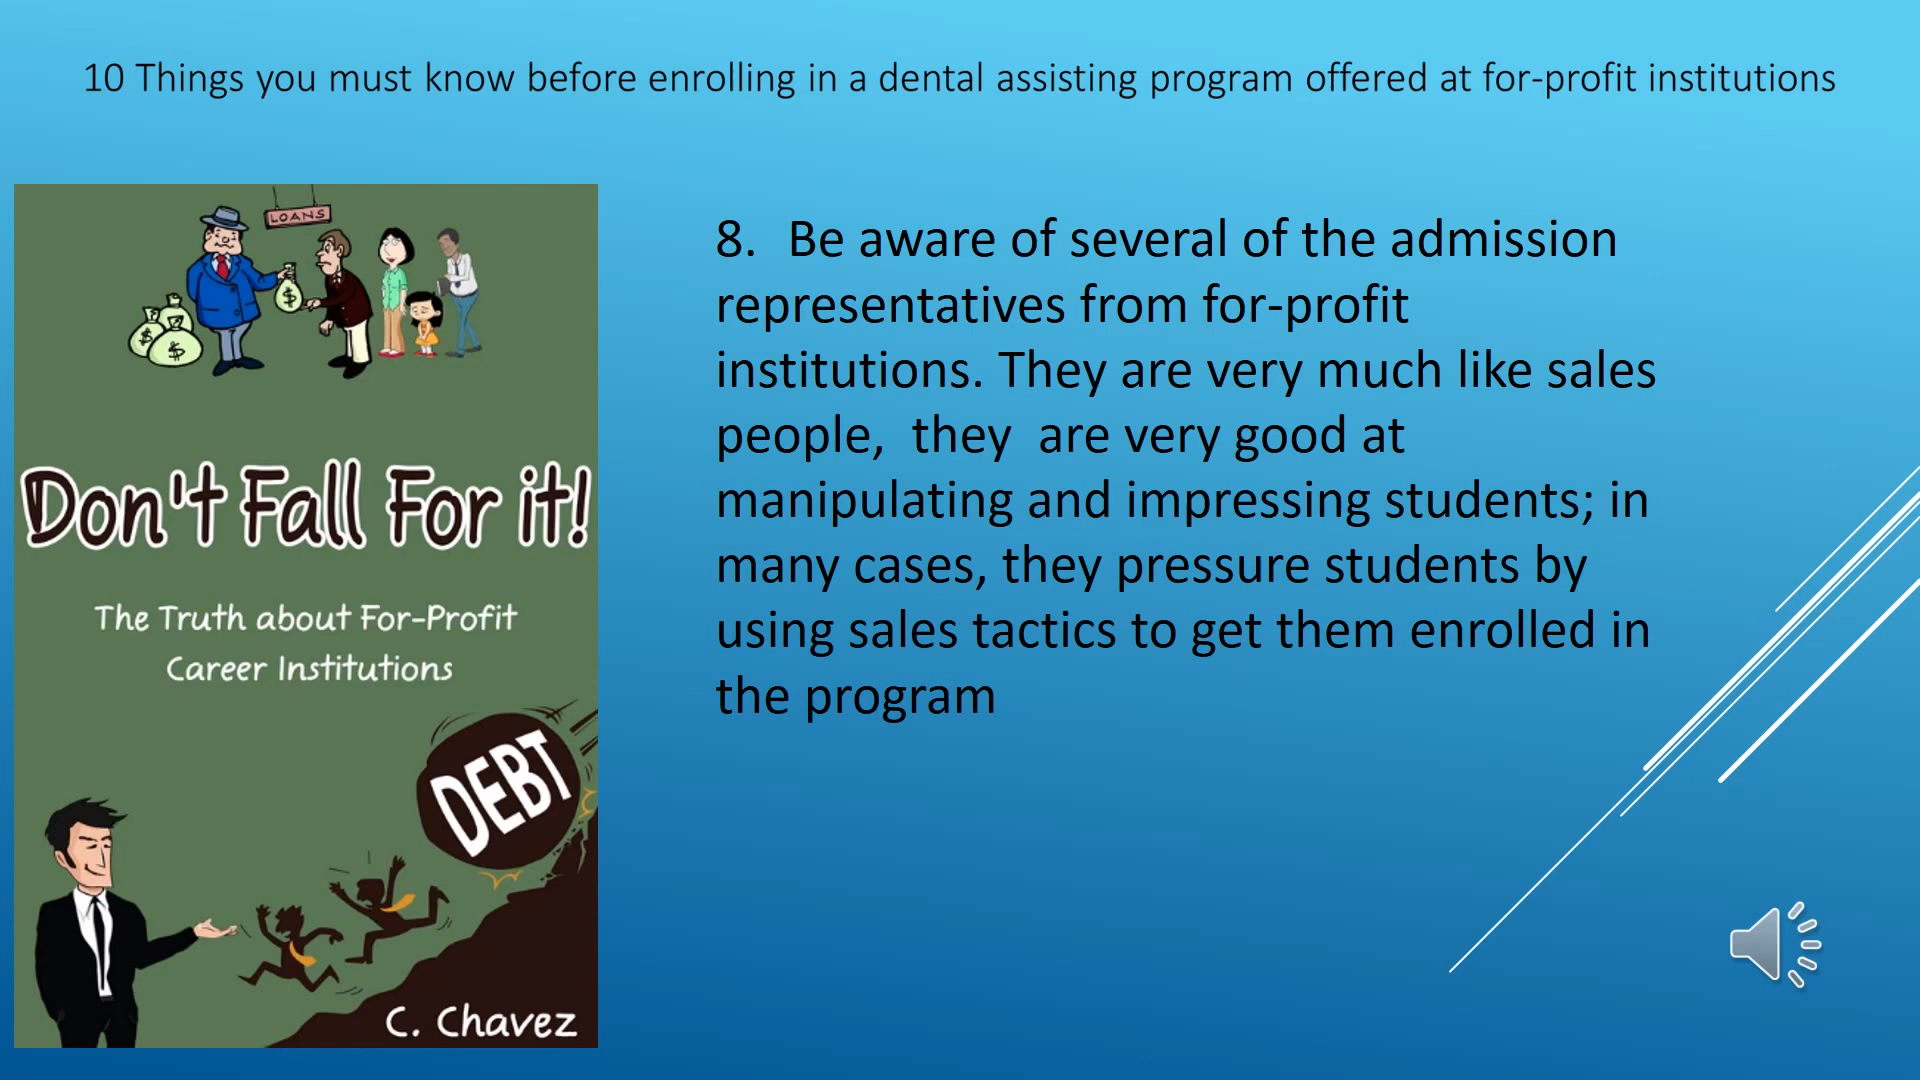 10 Things you must know before enrolling in a dental assisting program offered at for-profit institutions
LOANS
$
$
$
$
Don't Fall For it!
The Truth about For-Profit
Career Institutions
DEBT
C. Chavez
8. Be aware of several of the admission
representatives from for-profit
institutions. They are very much like sales
people, they are very good at
manipulating and impressing students; in
many cases, they pressure students by
using sales tactics to get them enrolled in
the program